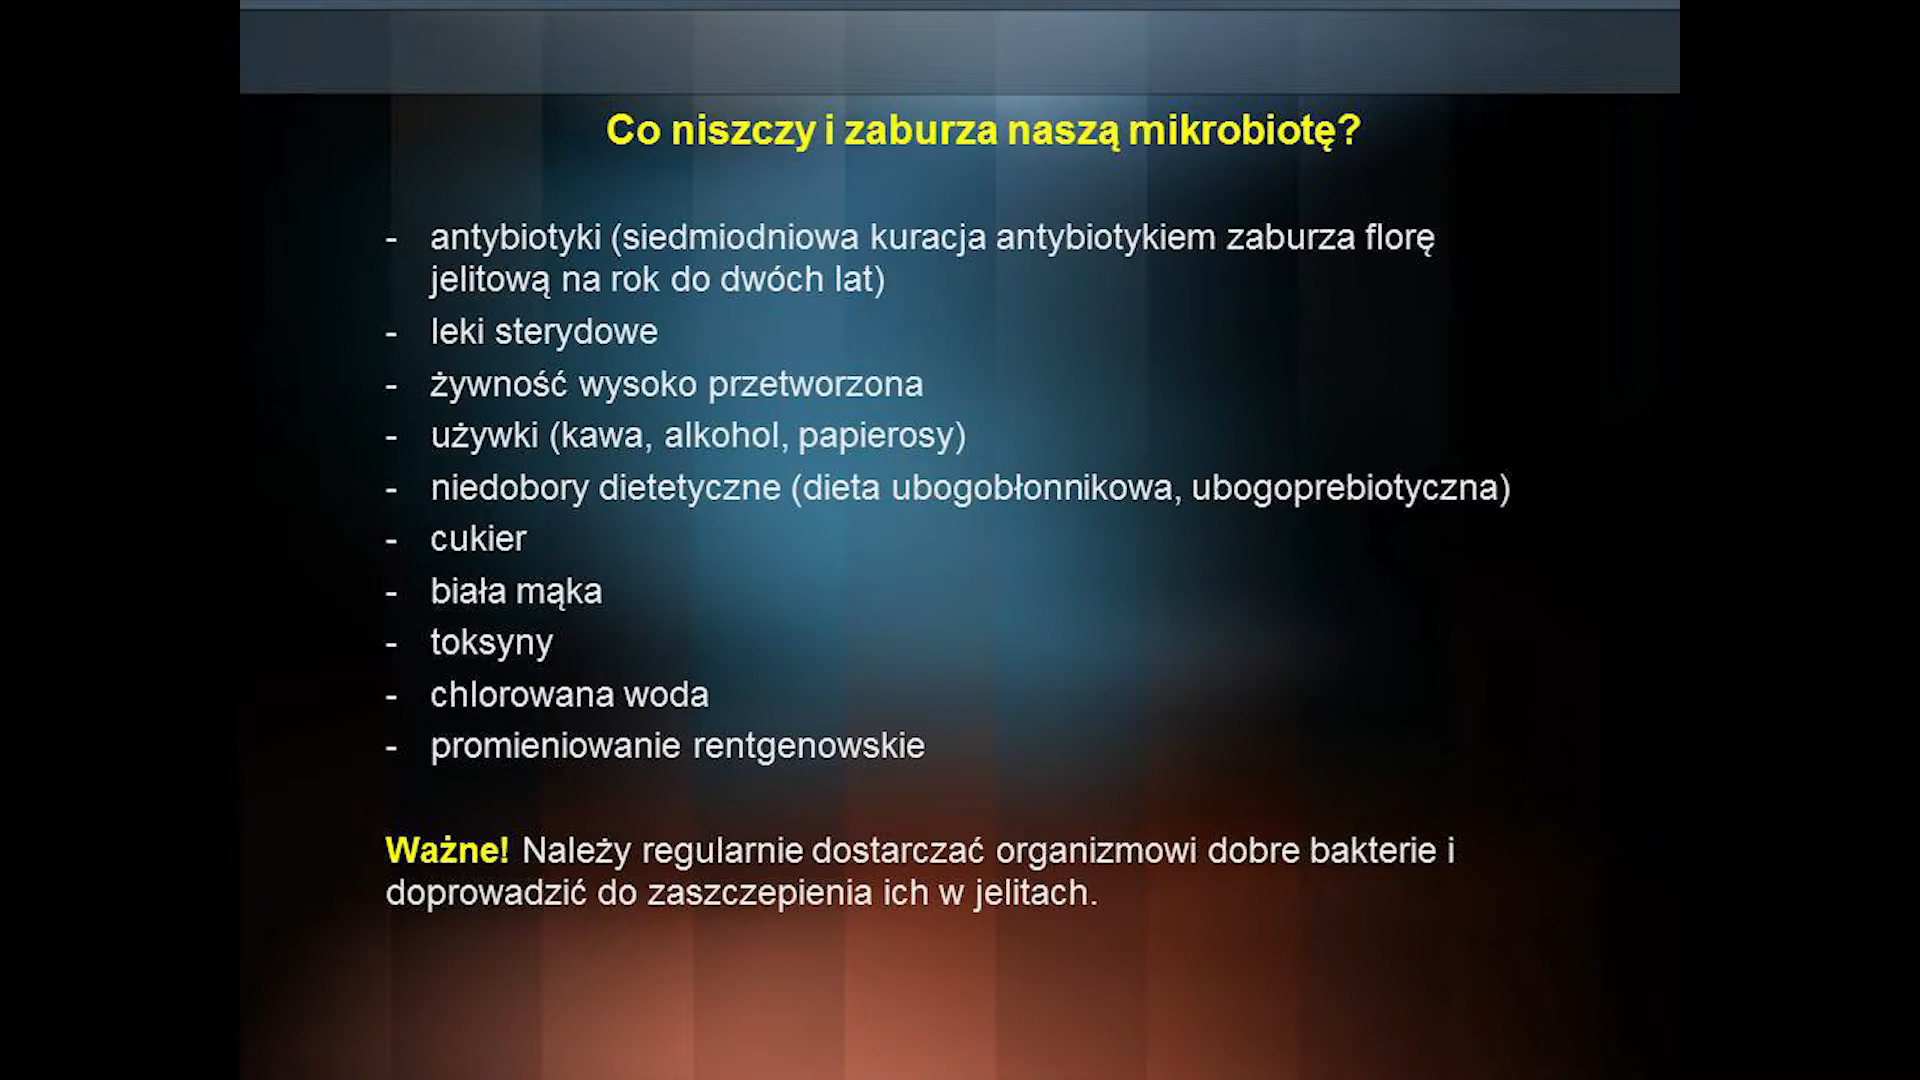 Co niszczy i zaburza naszą mikrobiotę?
- antybiotyki (siedmiodniowa kuracja antybiotykiem zaburza florę
jelitową na rok do dwóch lat)
- leki sterydowe
- żywność wysoko przetworzona
- używki (kawa, alkohol, papierosy)
- niedobory dietetyczne (dieta ubogobłonnikowa, ubogoprebiotyczna)
- cukier
- biała mąka
- toksyny
- chlorowana woda
- promieniowanie rentgenowskie
Ważne! Należy regularnie dostarczać organizmowi dobre bakterie i
doprowadzić do zaszczepienia ich w jelitach.